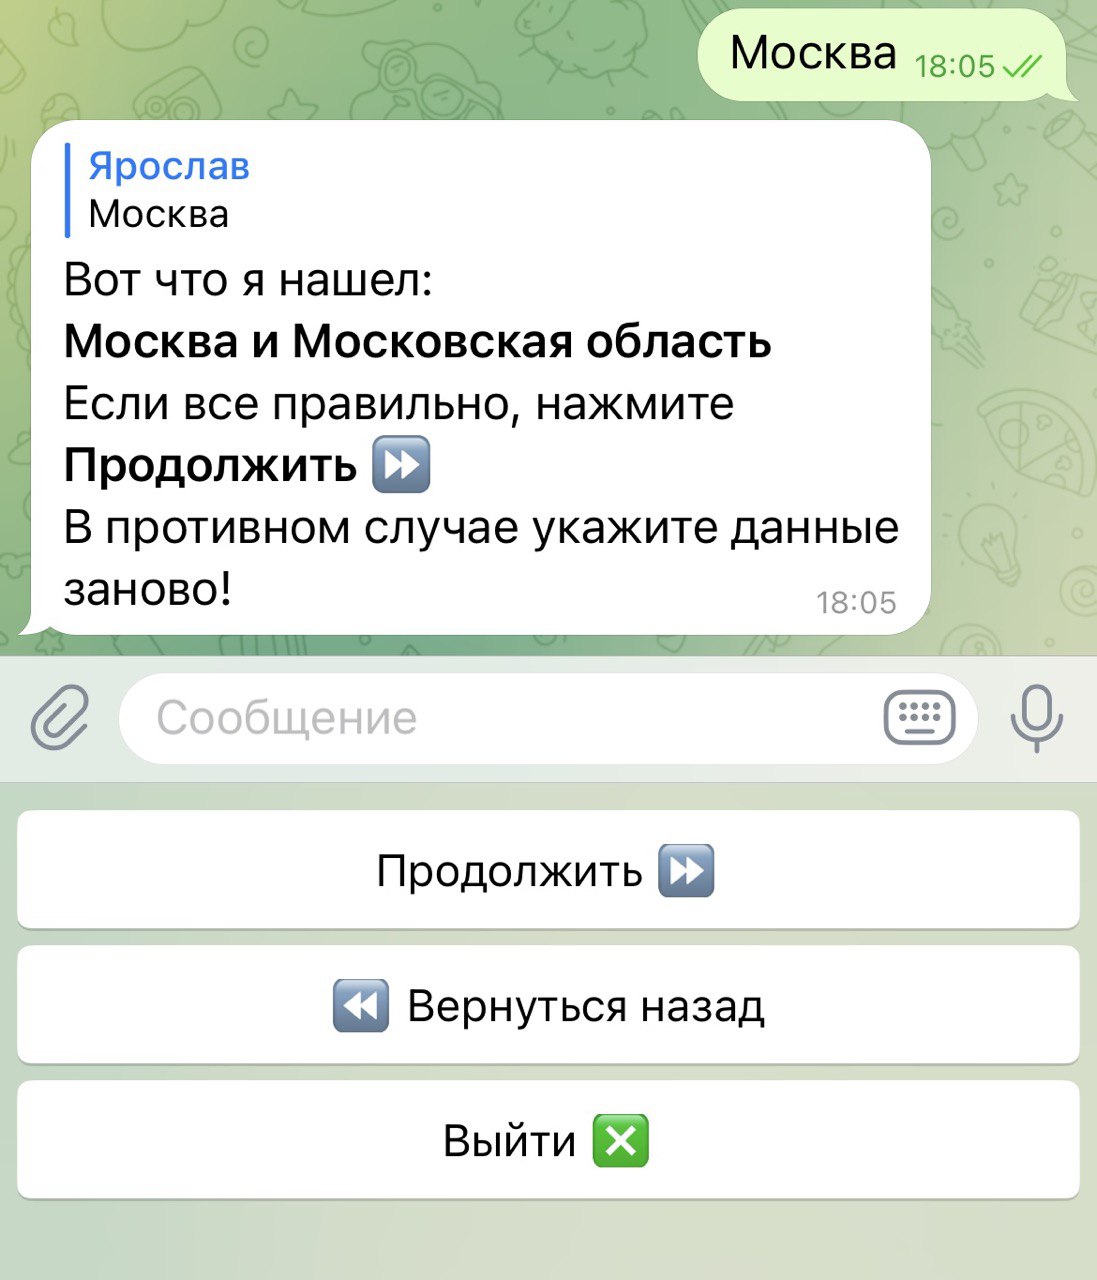 Москва 18:05
Ярослав
Москва
Вот что я нашел:
Москва и Московская область
Если все правильно, нажмите
Продолжить ⏩
В противном случае укажите данные
заново!
18:05
Сообщение
Продолжить ⏩
⏪ Вернуться назад
Выйти ❎